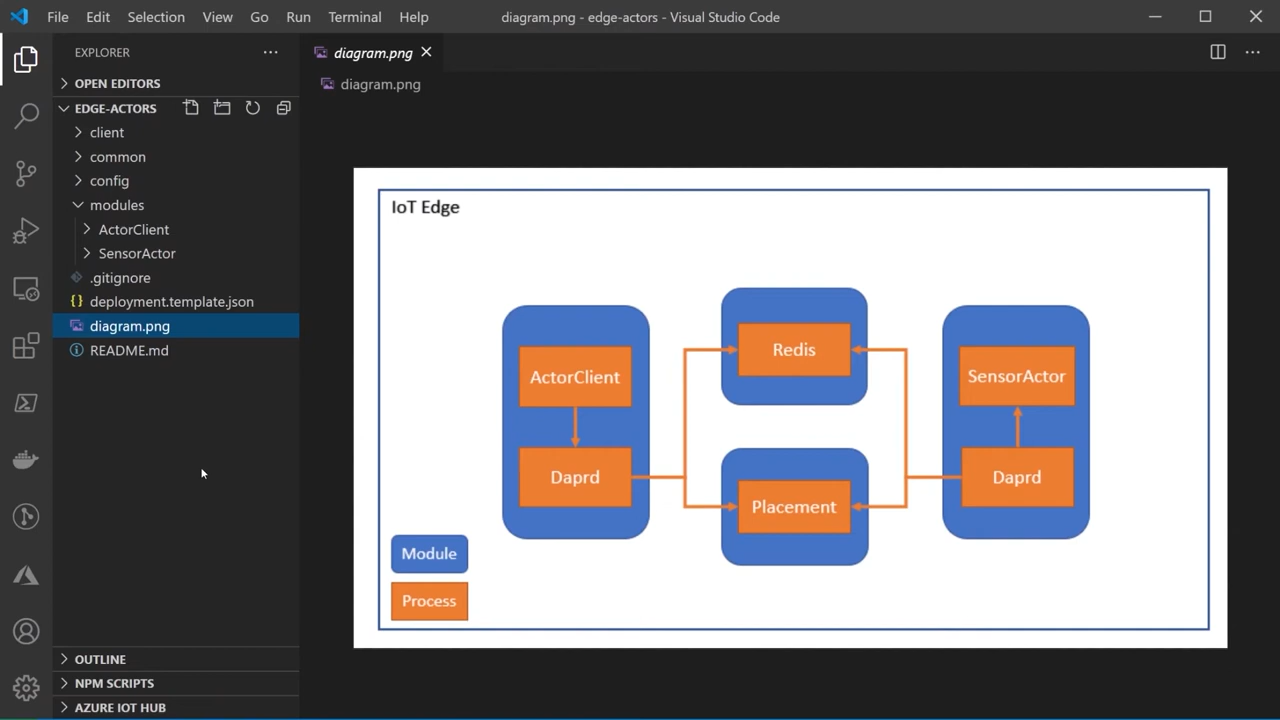 File Edit Selection View Go Run Terminal Help
diagram.png - edge-actors - Visual Studio Code
EXPLORER
OPEN EDITORS
EDGE-ACTORS
client
common
config
modules
ActorClient
SensorActor
.gitignore
{} deployment.template.json
diagram.png
README.md
OUTLINE
NPM SCRIPTS
AZURE IOT HUB
diagram.png
diagram.png
IoT Edge
ActorClient
Daprd
Redis
Placement
SensorActor
Daprd
Module
Process